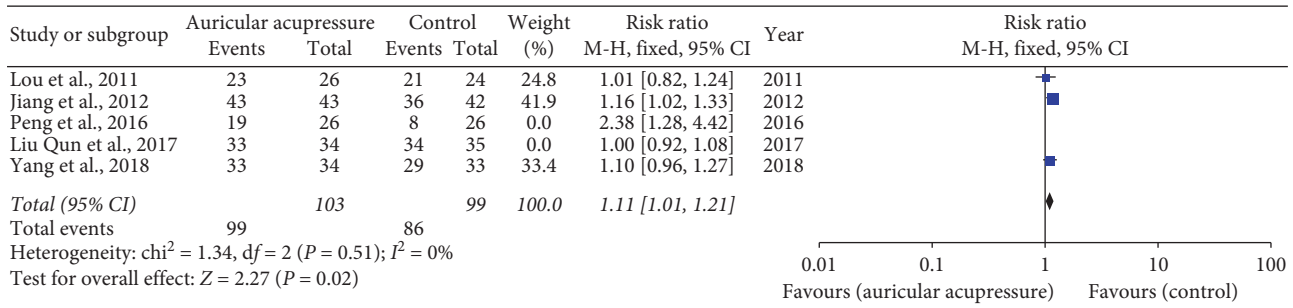 Study or subgroup Auricular acupressure Control Weight Risk ratio Year Risk ratio
Events Total Events Total (%) M-H, fixed, 95% CI M-H, fixed, 95% CI
Lou et al., 2011 23 26 21 24 24.8 1.01 [0.82, 1.24] 2011
Jiang et al., 2012 43 43 36 42 41.9 1.16 [1.02, 1.33] 2012
Peng et al., 2016 19 26 8 26 0.0 2.38 [1.28, 4.42] 2016
Liu Qun et al., 2017 33 34 34 35 0.0 1.00 [0.92, 1.08] 2017
Yang et al., 2018 33 34 29 33 33.4 1.10 [0.96, 1.27] 2018
Total (95% CI) 103 99 100.0 1.11 [1.01, 1.21]
Total events 99 86
Heterogeneity: chi² = 1.34, df = 2 (P = 0.51); I² = 0%
Test for overall effect: Z = 2.27 (P = 0.02)
0.01 0.1 1 10 100
Favours (auricular acupressure) Favours (control)